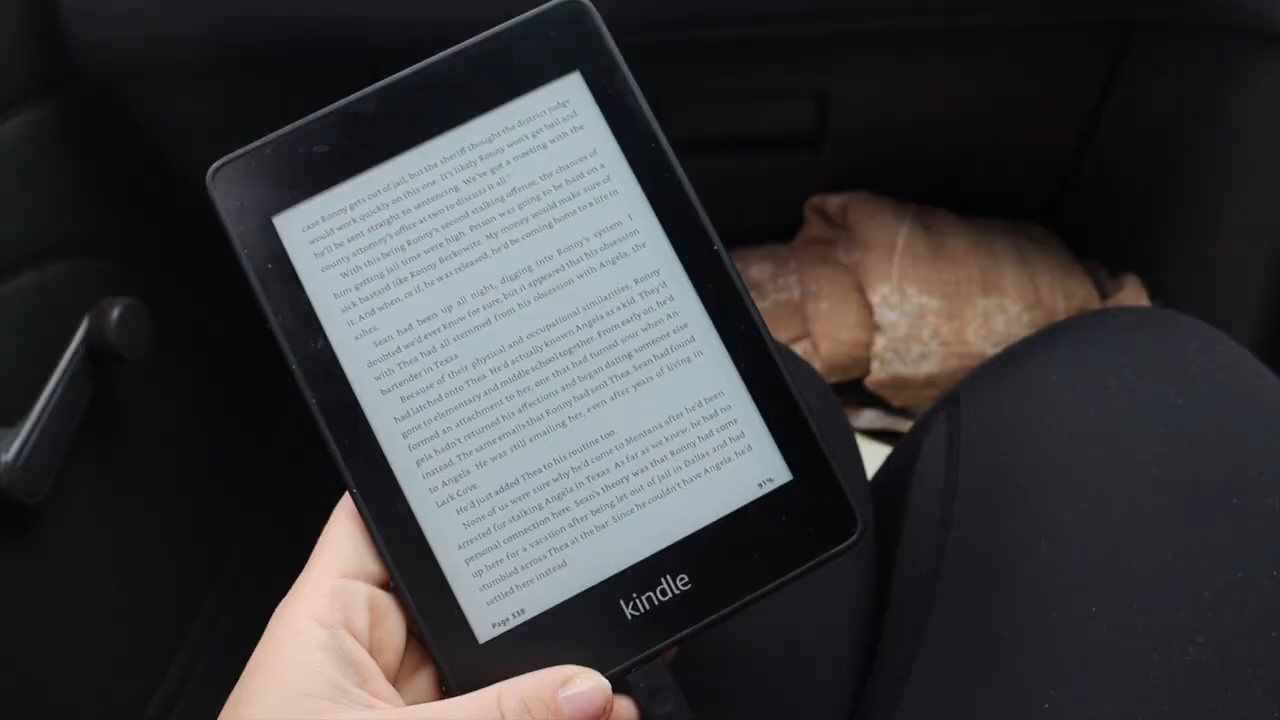 case Ronny gets out of jail, but the sheriff thought the district judge
would work quickly on this one. It's likely Ronny won't get bail and
he'll be sent straight to sentencing. We've got a meeting with the
county attorney's office at two to discuss it all."
With this being Ronny's second stalking offense, the chances of
him getting jail time were high. Prison was going to be hard on a
sick bastard like Ronny Berkowitz. My money would make sure of
it. And when, or if, he was released, he'd be coming home to a life in
ashes.
Sean had been up all night, digging into Ronny's system. I
doubted we'd ever know for sure, but it appeared that his obsession
with Thea had all stemmed from his obsession with Angela, the
bartender in Texas.
Because of their physical and occupational similarities, Ronny
had latched onto Thea. He'd actually known Angela as a kid. They'd
gone to elementary and middle school together. From early on, he'd
formed an attachment to her, one that had turned sour when An-
gela hadn't returned his affections and began dating someone else
instead. The same emails that Ronny had sent Thea, Sean had found
to Angela. He was still emailing her, even after years of living in
Lark Cove.
He'd just added Thea to his routine too.
None of us were sure why he'd come to Montana after he'd been
arrested for stalking Angela in Texas. As far as we knew, he had no
personal connection here. Sean's theory was that Ronny had come
up here for a vacation after being let out of jail in Dallas and had
stumbled across Thea at the bar. Since he couldn't have Angela, he'd
settled here instead.
Page 338
91%
kindle